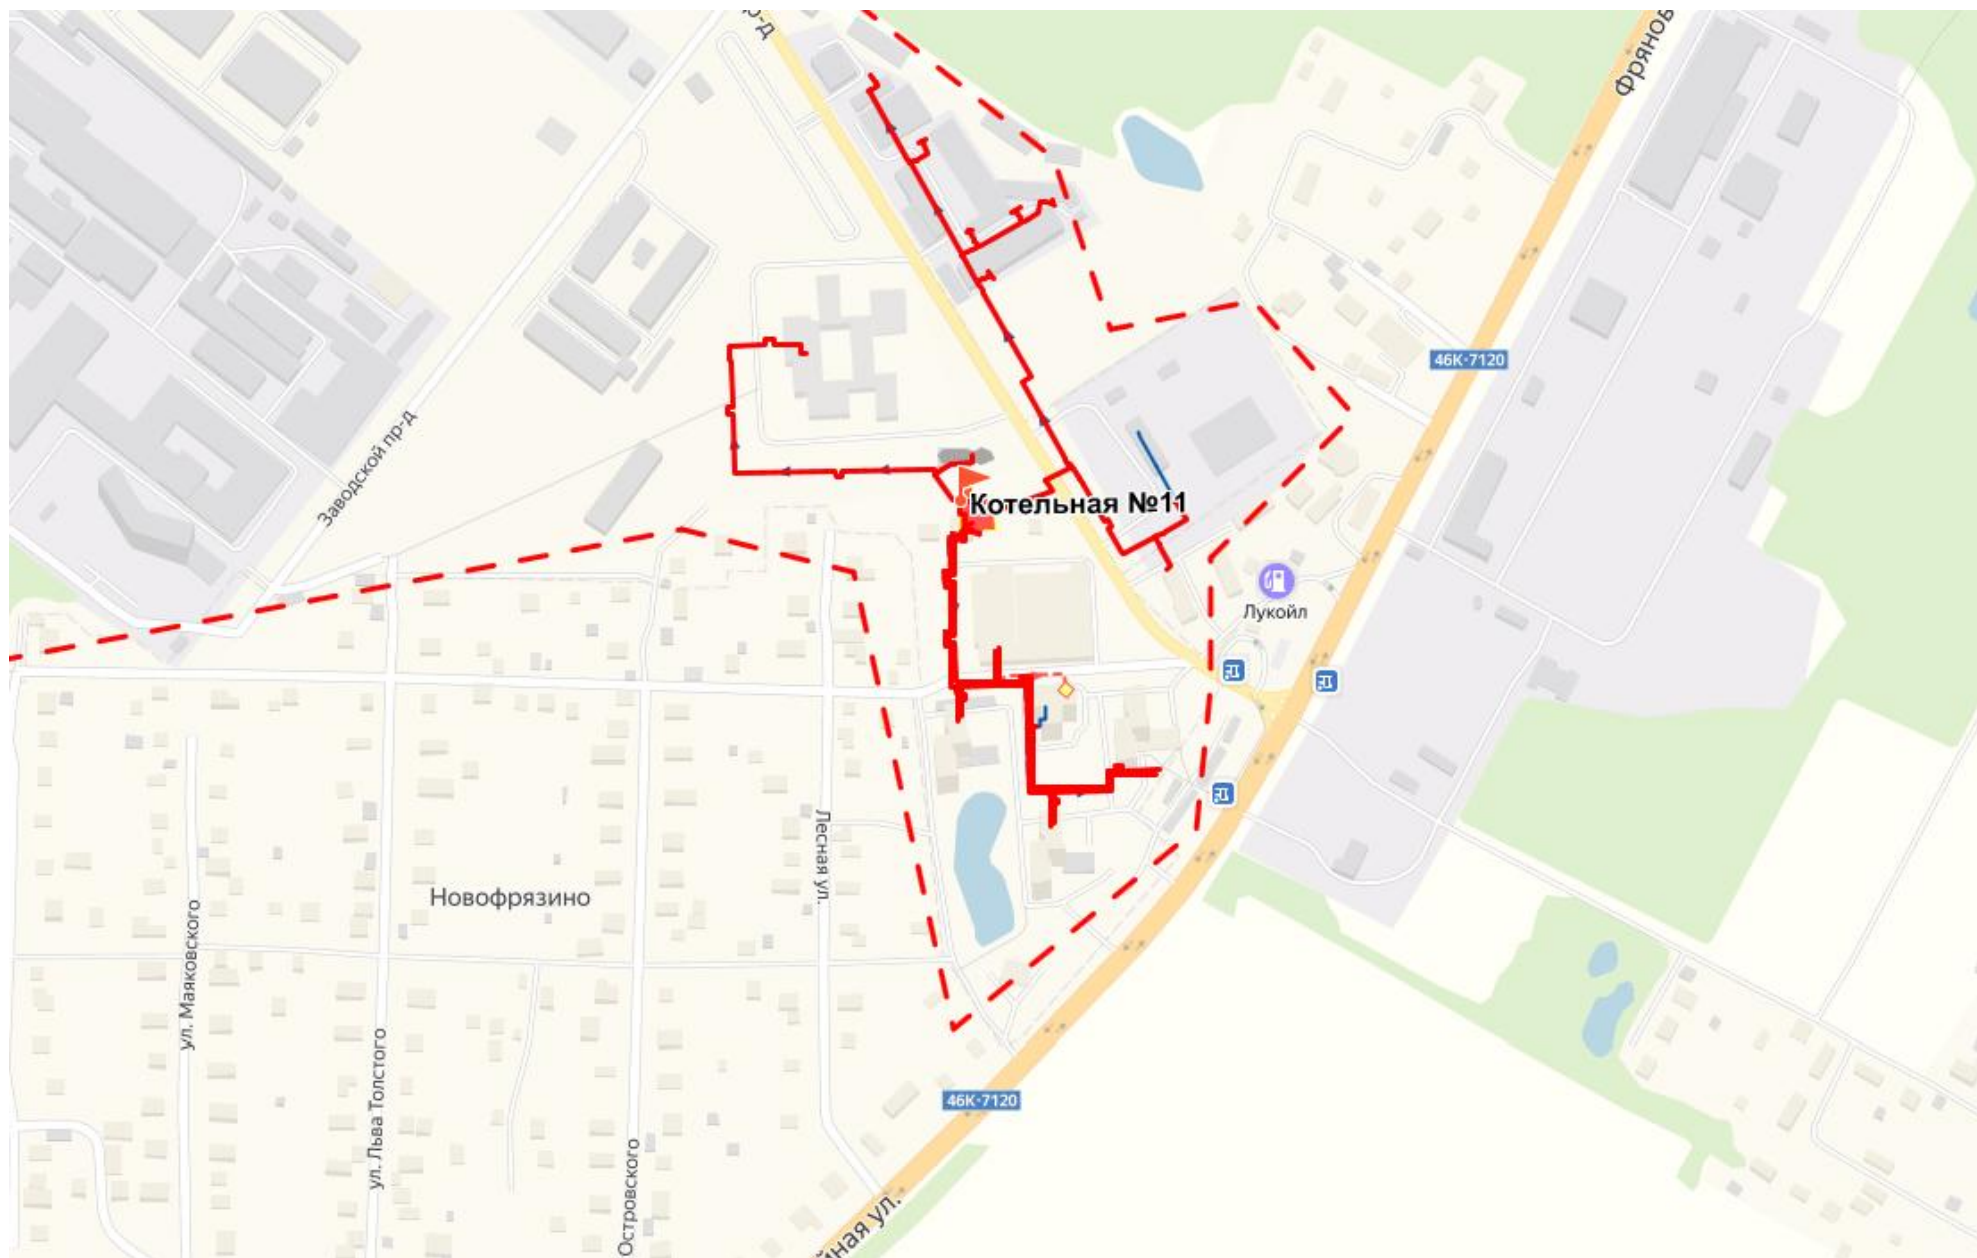 р-д
Фрянов
46К-7120
Заводской пр-д
Котельная №11
Лукойл
Лесная ул.
Новофрязино
ул. Маяковского
ул. Льва Толстого
46К-7120
Островского
йная ул.